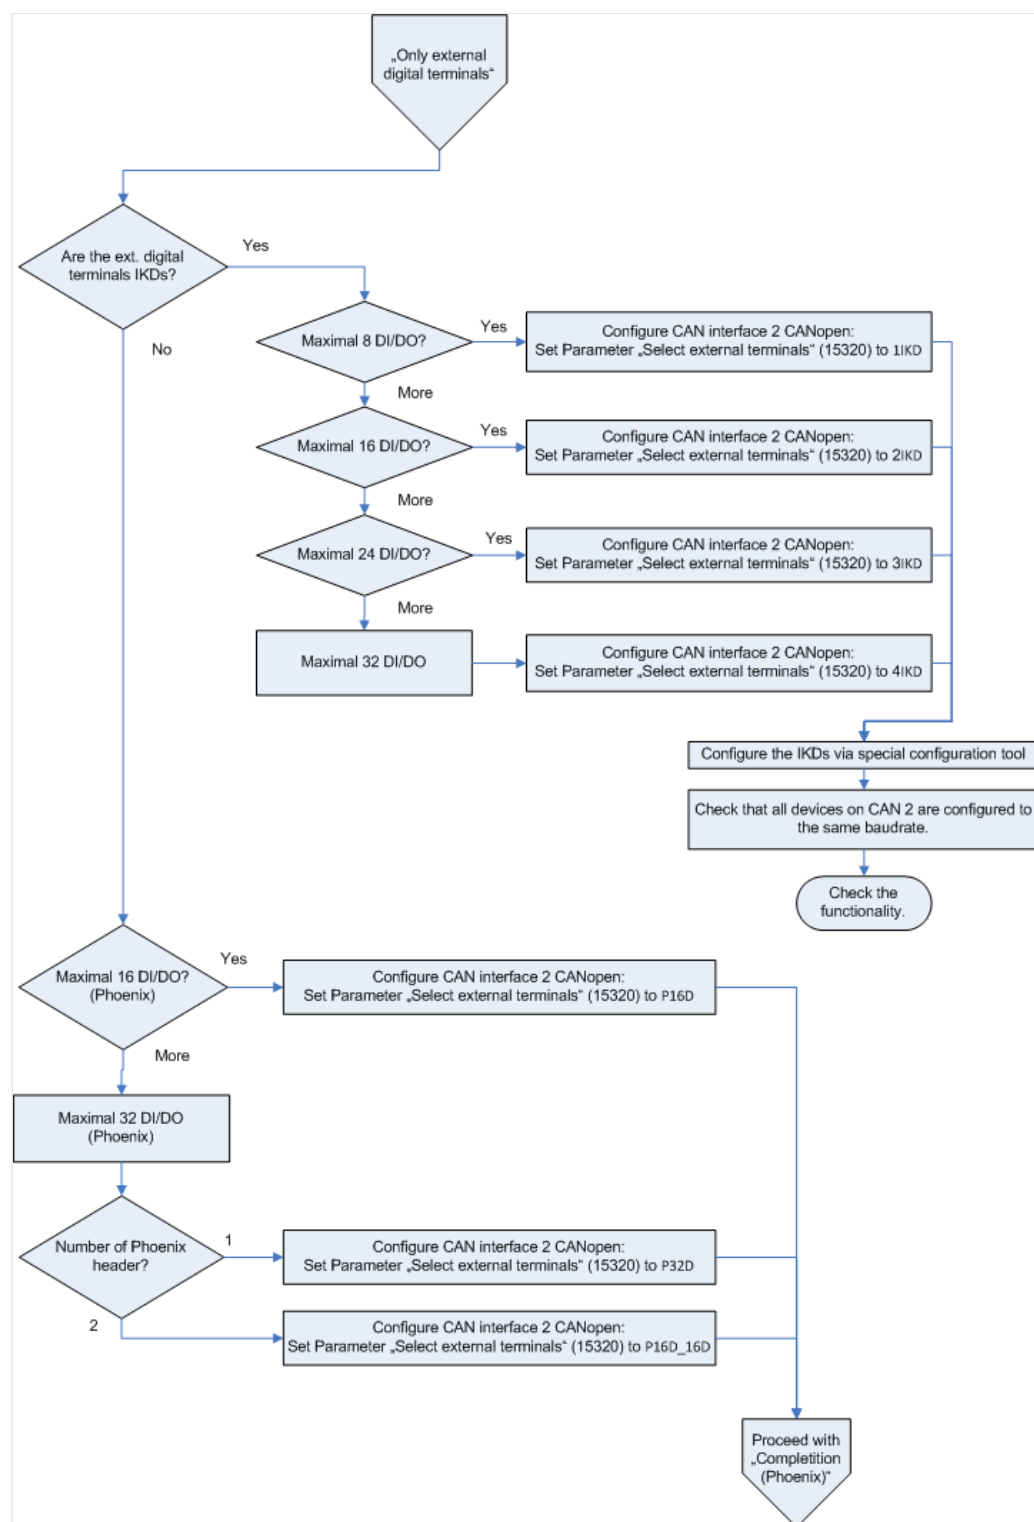 „Only external
digital terminals“
Are the ext. digital
terminals IKDs?
Yes
No
Maximal 8 DI/DO?
Yes
Configure CAN interface 2 CANopen:
Set Parameter „Select external terminals“ (15320) to 1IKD
More
Maximal 16 DI/DO?
Yes
Configure CAN interface 2 CANopen:
Set Parameter „Select external terminals“ (15320) to 2IKD
More
Maximal 24 DI/DO?
Yes
Configure CAN interface 2 CANopen:
Set Parameter „Select external terminals“ (15320) to 3IKD
More
Maximal 32 DI/DO
Configure CAN interface 2 CANopen:
Set Parameter „Select external terminals“ (15320) to 4IKD
Configure the IKDs via special configuration tool
Check that all devices on CAN 2 are configured to
the same baudrate.
Check the
functionality.
Maximal 16 DI/DO?
(Phoenix)
Yes
Configure CAN interface 2 CANopen:
Set Parameter „Select external terminals“ (15320) to P16D
More
Maximal 32 DI/DO
(Phoenix)
Number of Phoenix
header?
1
Configure CAN interface 2 CANopen:
Set Parameter „Select external terminals“ (15320) to P32D
2
Configure CAN interface 2 CANopen:
Set Parameter „Select external terminals“ (15320) to P16D_16D
Proceed with
„Completition
(Phoenix)“